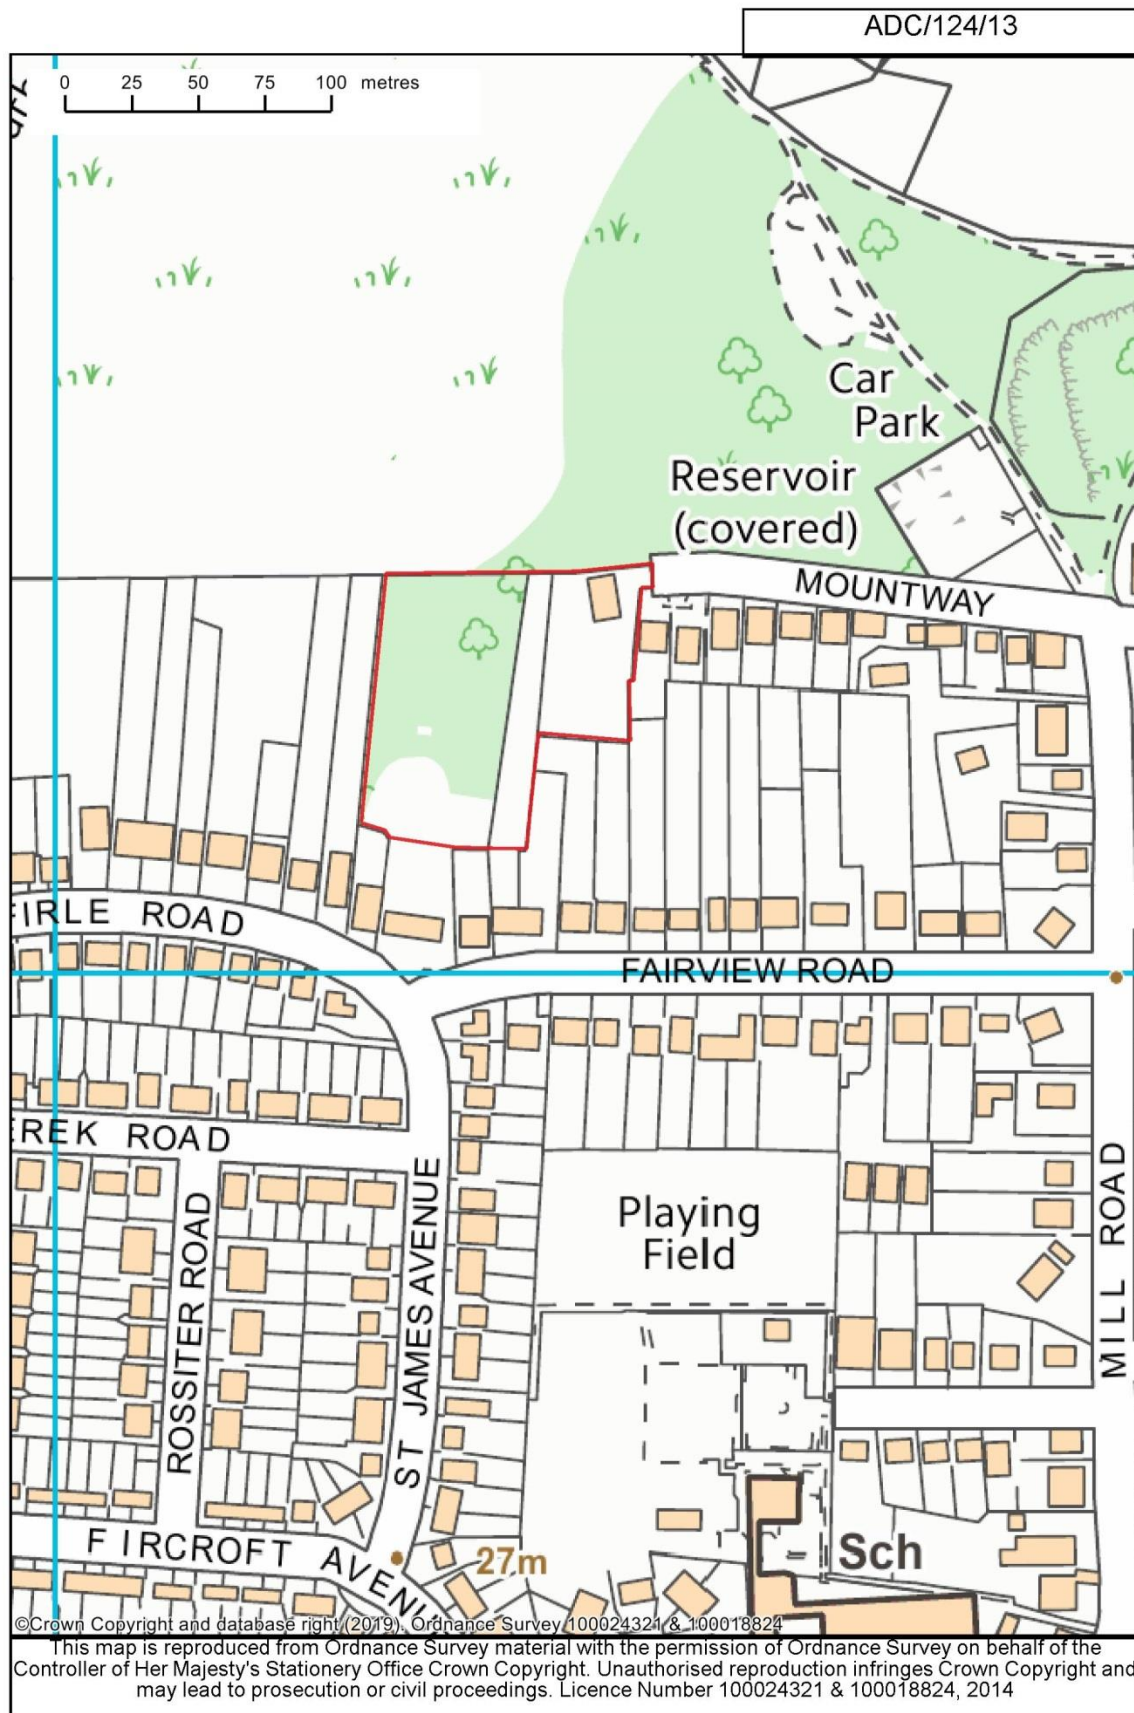 ADC/124/13
0 25 50 75 100 metres
Car
Park
Reservoir
(covered)
MOUNTWAY
FIRLE ROAD
FAIRVIEW ROAD
EREK ROAD
ROSSITER ROAD
ST JAMES AVENUE
Playing
Field
MILL ROAD
FIRCROFT AVENU
27m
Sch
©Crown Copyright and database right (2019). Ordnance Survey 100024321 & 100018824
This map is reproduced from Ordnance Survey material with the permission of Ordnance Survey on behalf of the
Controller of Her Majesty's Stationery Office Crown Copyright. Unauthorised reproduction infringes Crown Copyright and
may lead to prosecution or civil proceedings. Licence Number 100024321 & 100018824, 2014